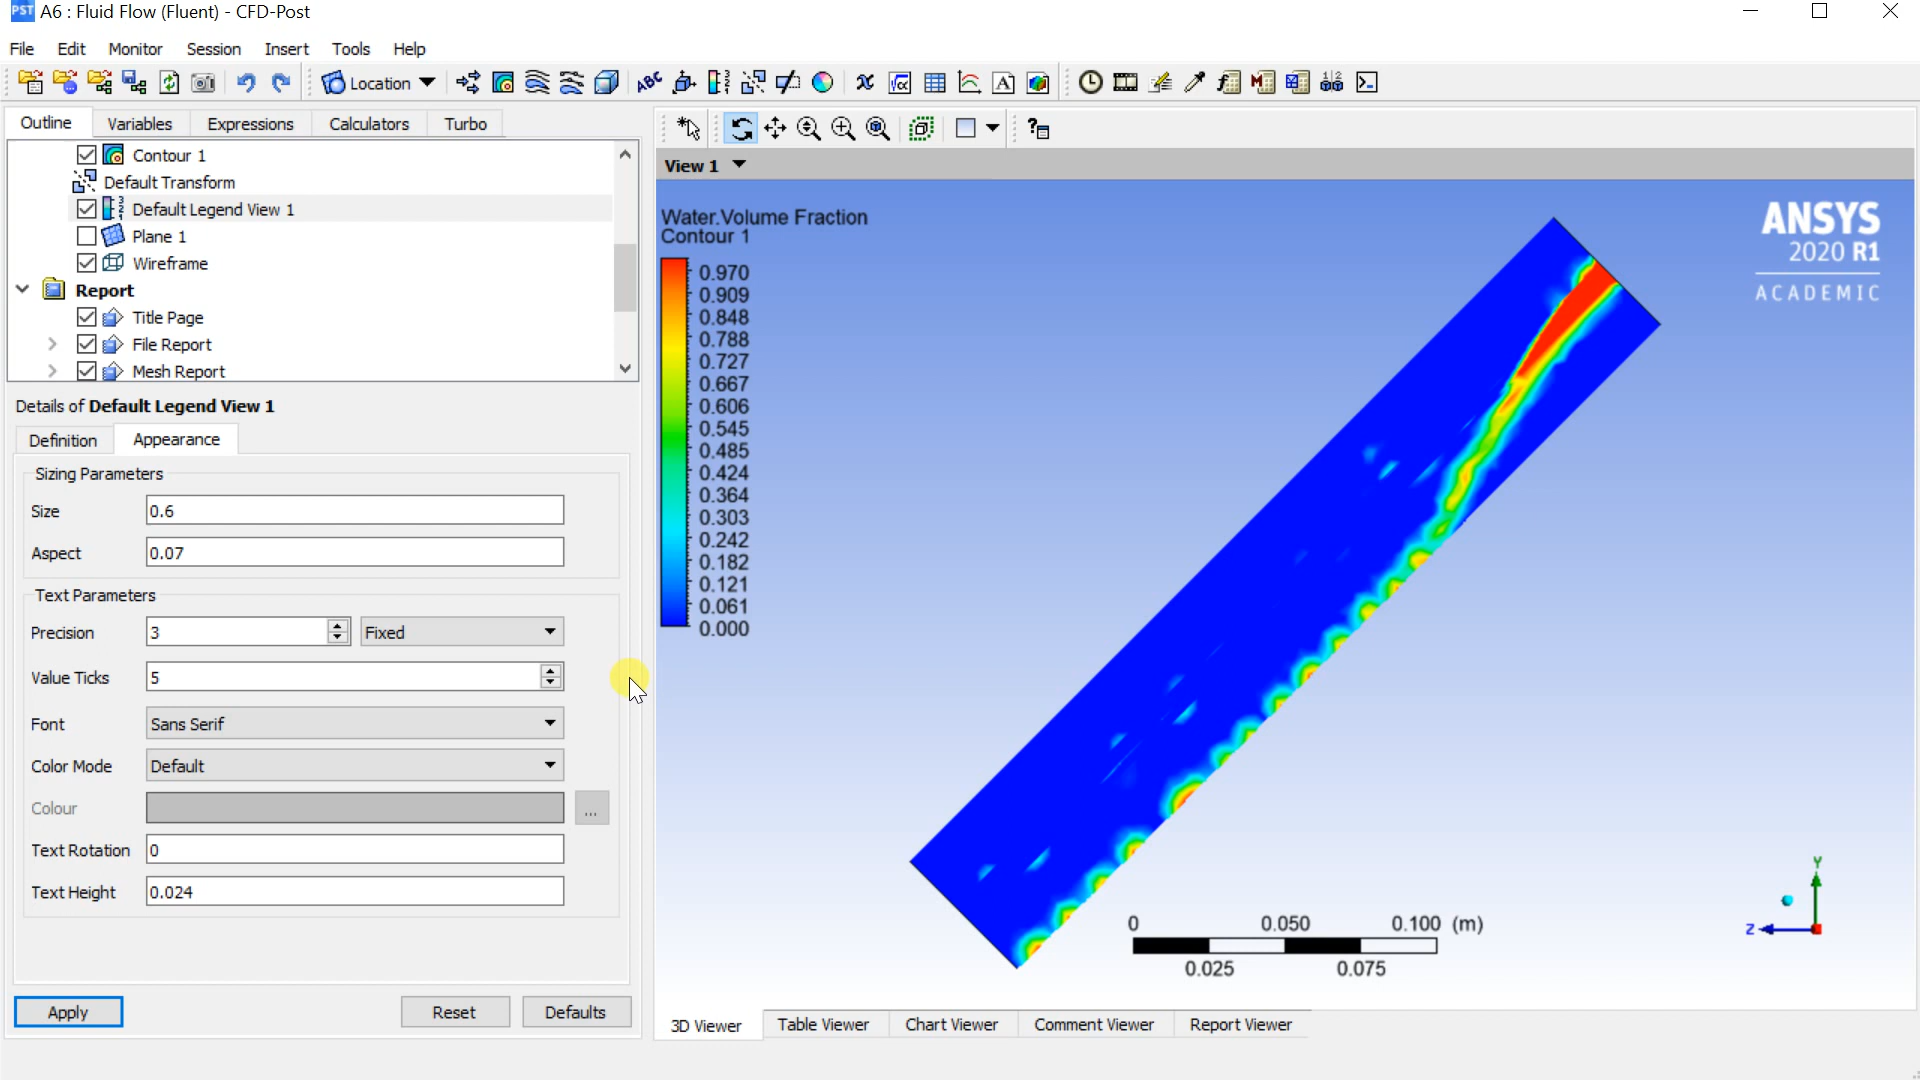 PST A6 : Fluid Flow (Fluent) - CFD-Post
File Edit Monitor Session Insert Tools Help
Location
Outline Variables Expressions Calculators Turbo
Contour 1
Default Transform
Default Legend View 1
Plane 1
Wireframe
Report
Title Page
File Report
Mesh Report
Details of Default Legend View 1
Definition Appearance
Sizing Parameters
Size 0.6
Aspect 0.07
Text Parameters
Precision 3 Fixed
Value Ticks 5
Font Sans Serif
Color Mode Default
Colour ...
Text Rotation 0
Text Height 0.024
Apply Reset Defaults
View 1
Water.Volume Fraction
Contour 1
0.970
0.909
0.848
0.788
0.727
0.667
0.606
0.545
0.485
0.424
0.364
0.303
0.242
0.182
0.121
0.061
0.000
ANSYS
2020 R1
ACADEMIC
0 0.050 0.100 (m)
0.025 0.075
Y
Z
3D Viewer Table Viewer Chart Viewer Comment Viewer Report Viewer